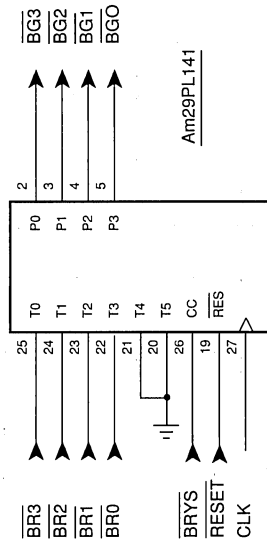 BR3 25 T0 P0 2 BG3
BR2 24 T1 P1 3 BG2
BR1 23 T2 P2 4 BG1
BR0 22 T3 P3 5 BGO
21 T4
20 T5
BRYS 26 CC
RESET 19 RES
CLK 27
Am29PL141